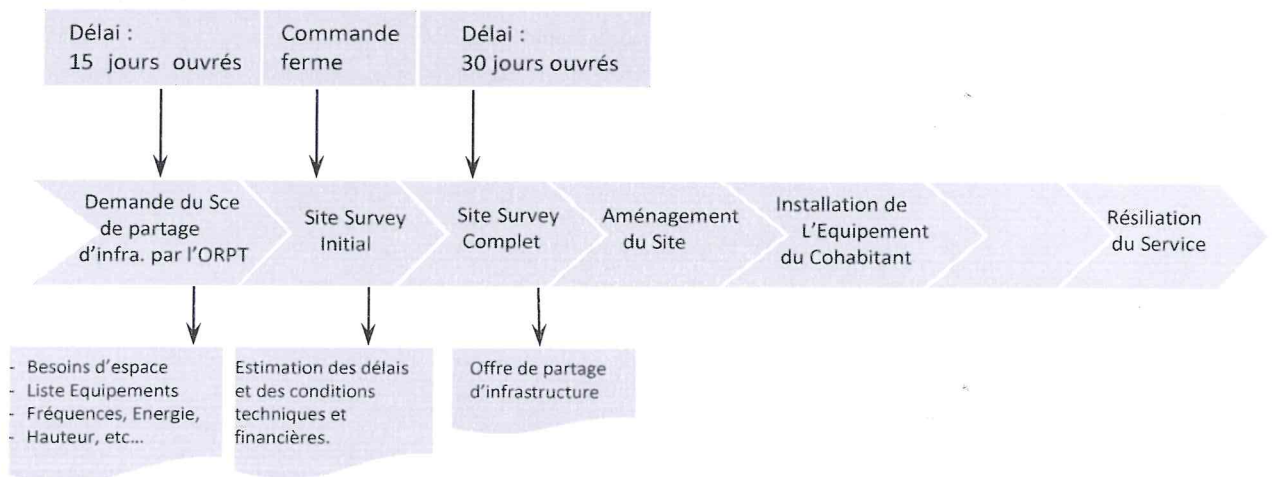 Délai :
15 jours ouvrés
Commande
ferme
Délai :
30 jours ouvrés
Demande du Sce
de partage
d'infra. par l'ORPT
Site Survey
Initial
Site Survey
Complet
Aménagement
du Site
Installation de
L'Equipement
du Cohabitant
Résiliation
du Service
- Besoins d'espace
- Liste Equipements
- Fréquences, Energie,
- Hauteur, etc...
Estimation des délais
et des conditions
techniques et
financières.
Offre de partage
d'infrastructure